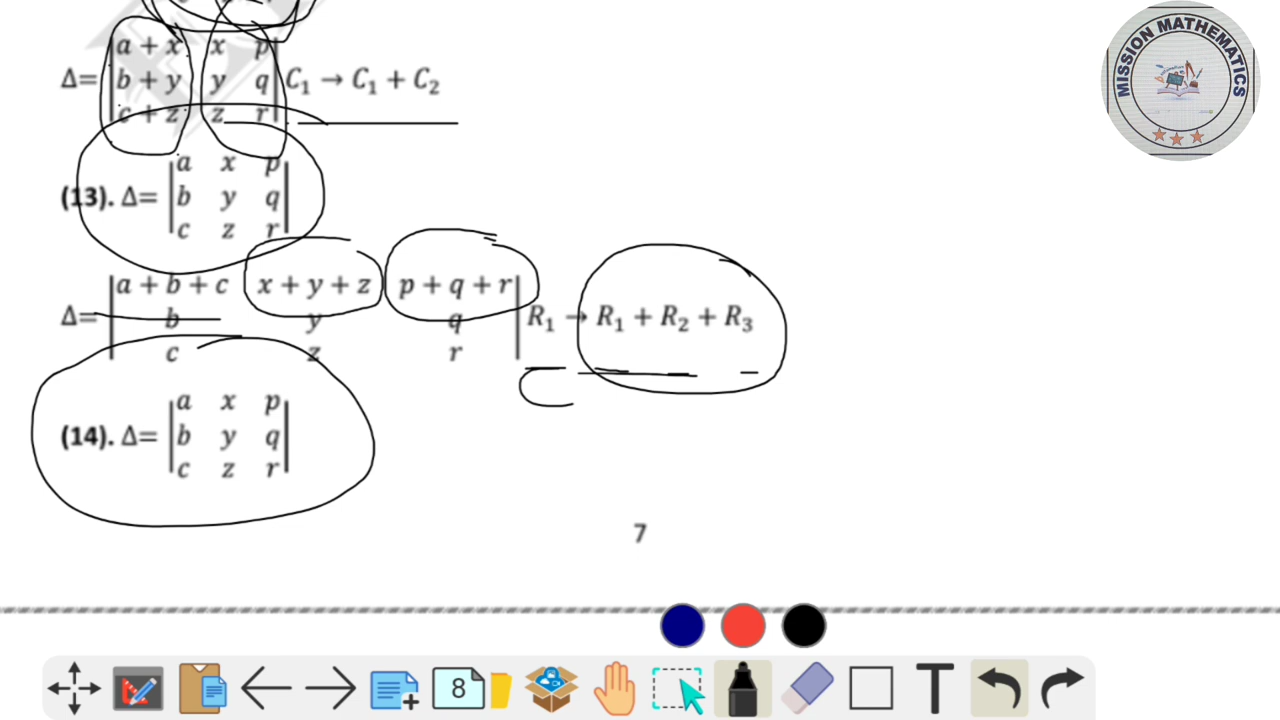 MISSION MATHEMATICS
Δ= |a + x x p|
|b + y y q| C₁ → C₁ + C₂
|c + z z r|
(13). Δ= |a x p|
|b y q|
|c z r|
Δ= |a + b + c x + y + z p + q + r|
|b y q| R₁ → R₁ + R₂ + R₃
|c z r|
(14). Δ= |a x p|
|b y q|
|c z r|
7
8
T